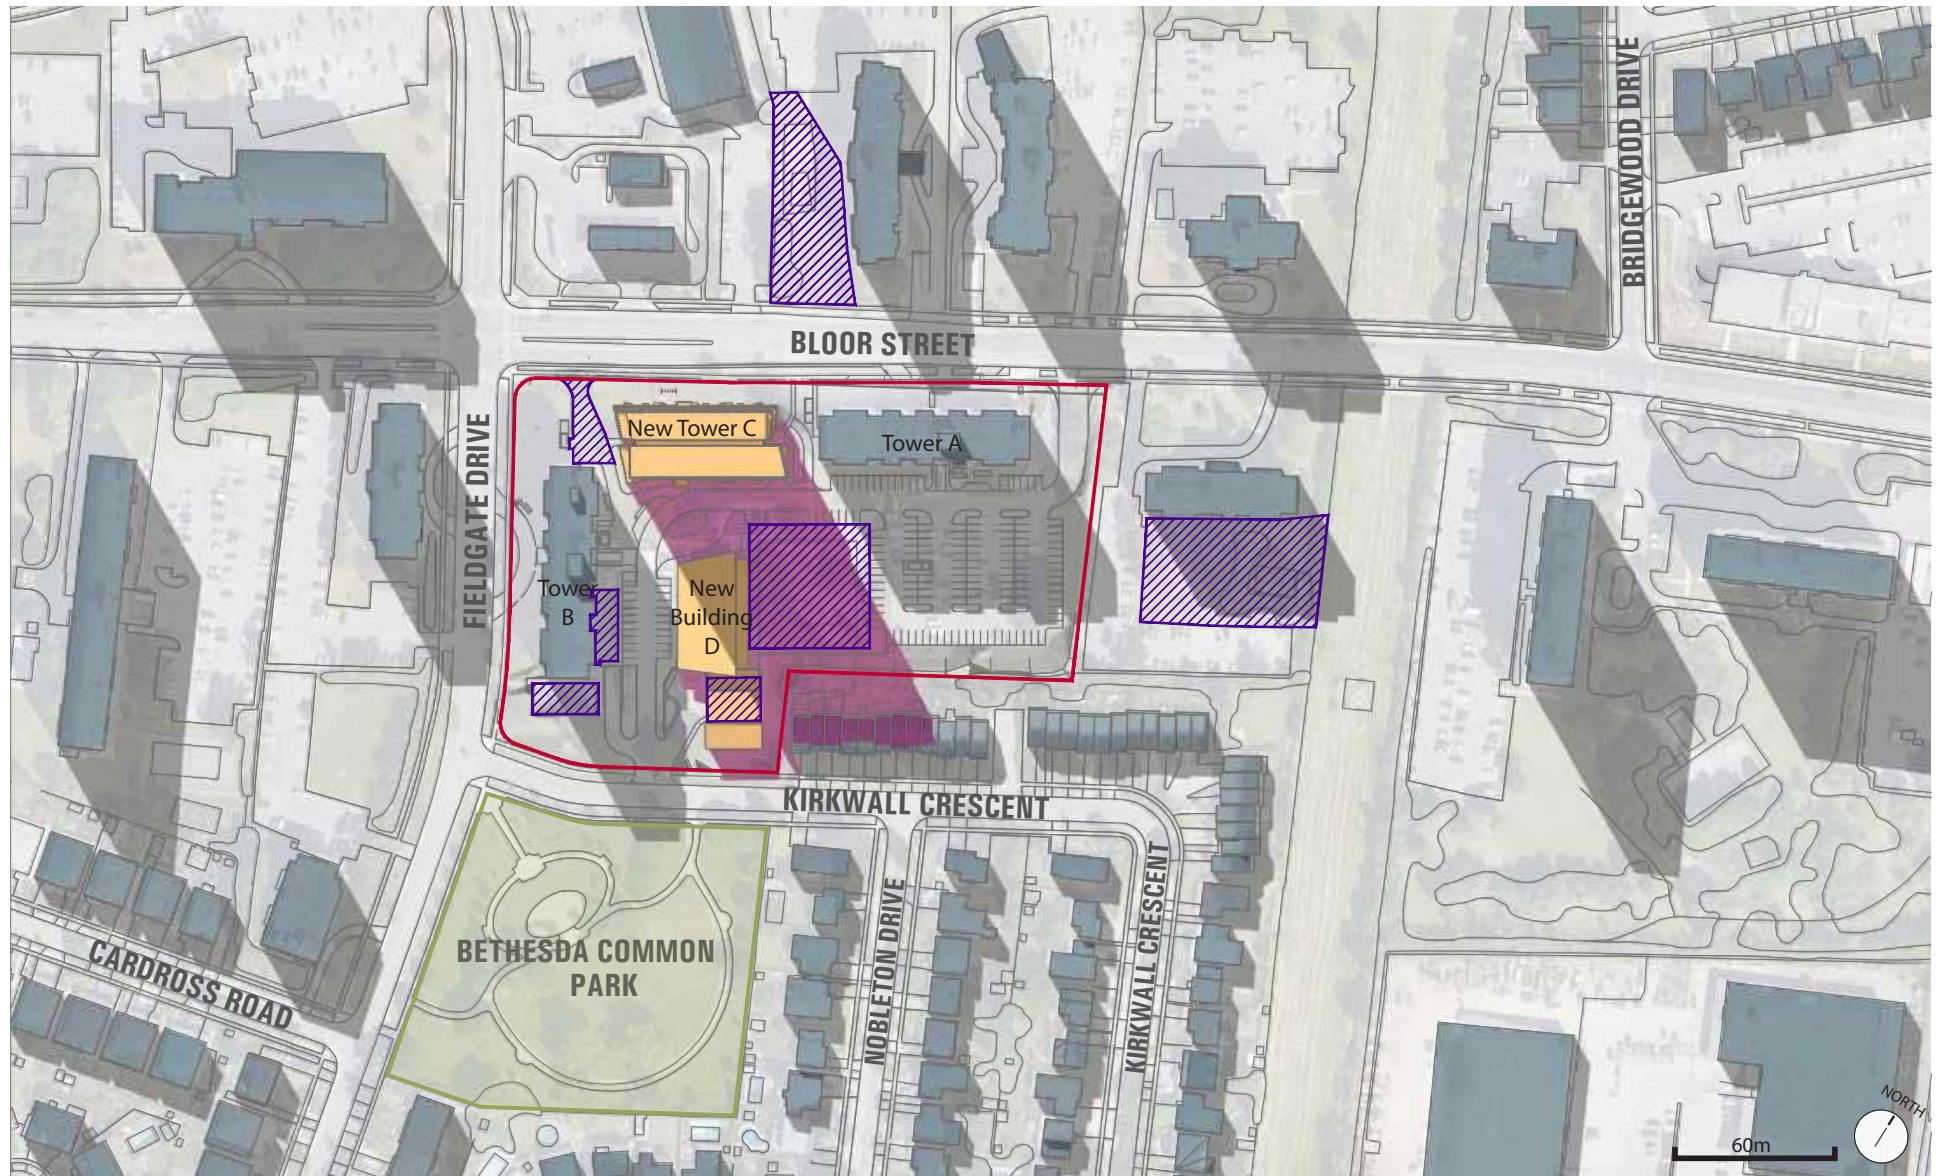 BRIDGEWOOD DRIVE
BLOOR STREET
New Tower C
Tower A
FIELDGATE DRIVE
Tower
B
New
Building
D
KIRKWALL CRESCENT
BETHESDA COMMON
PARK
CARDROSS ROAD
NOBLETON DRIVE
KIRKWALL CRESCENT
NORTH
60m